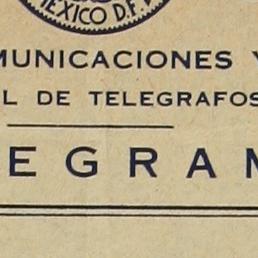 MEXICO D.F.
MUNICACIONES Y
L DE TELEGRAFOS
EGRAM